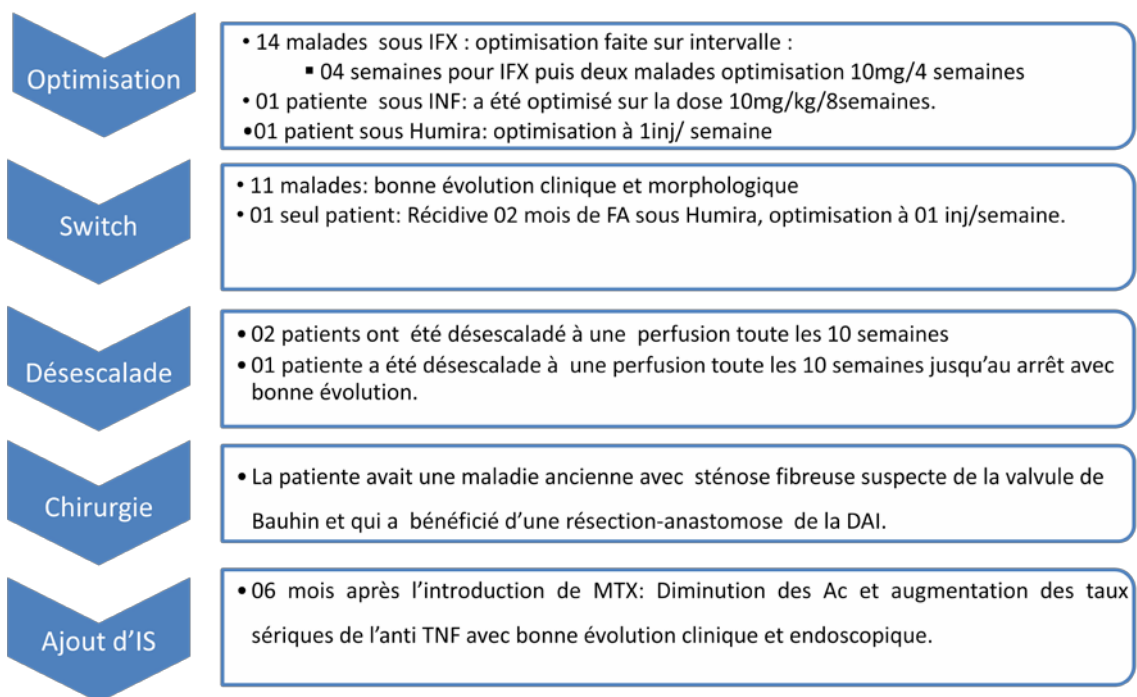 Optimisation
• 14 malades sous IFX : optimisation faite sur intervalle :
▪ 04 semaines pour IFX puis deux malades optimisation 10mg/4 semaines
• 01 patiente sous INF: a été optimisé sur la dose 10mg/kg/8semaines.
•01 patient sous Humira: optimisation à 1inj/ semaine
Switch
• 11 malades: bonne évolution clinique et morphologique
• 01 seul patient: Récidive 02 mois de FA sous Humira, optimisation à 01 inj/semaine.
Désescalade
• 02 patients ont été désescaladé à une perfusion toute les 10 semaines
• 01 patiente a été désescalade à une perfusion toute les 10 semaines jusqu'au arrêt avec
bonne évolution.
Chirurgie
• La patiente avait une maladie ancienne avec sténose fibreuse suspecte de la valvule de
Bauhin et qui a bénéficié d'une résection-anastomose de la DAI.
Ajout d'IS
• 06 mois après l'introduction de MTX: Diminution des Ac et augmentation des taux
sériques de l'anti TNF avec bonne évolution clinique et endoscopique.